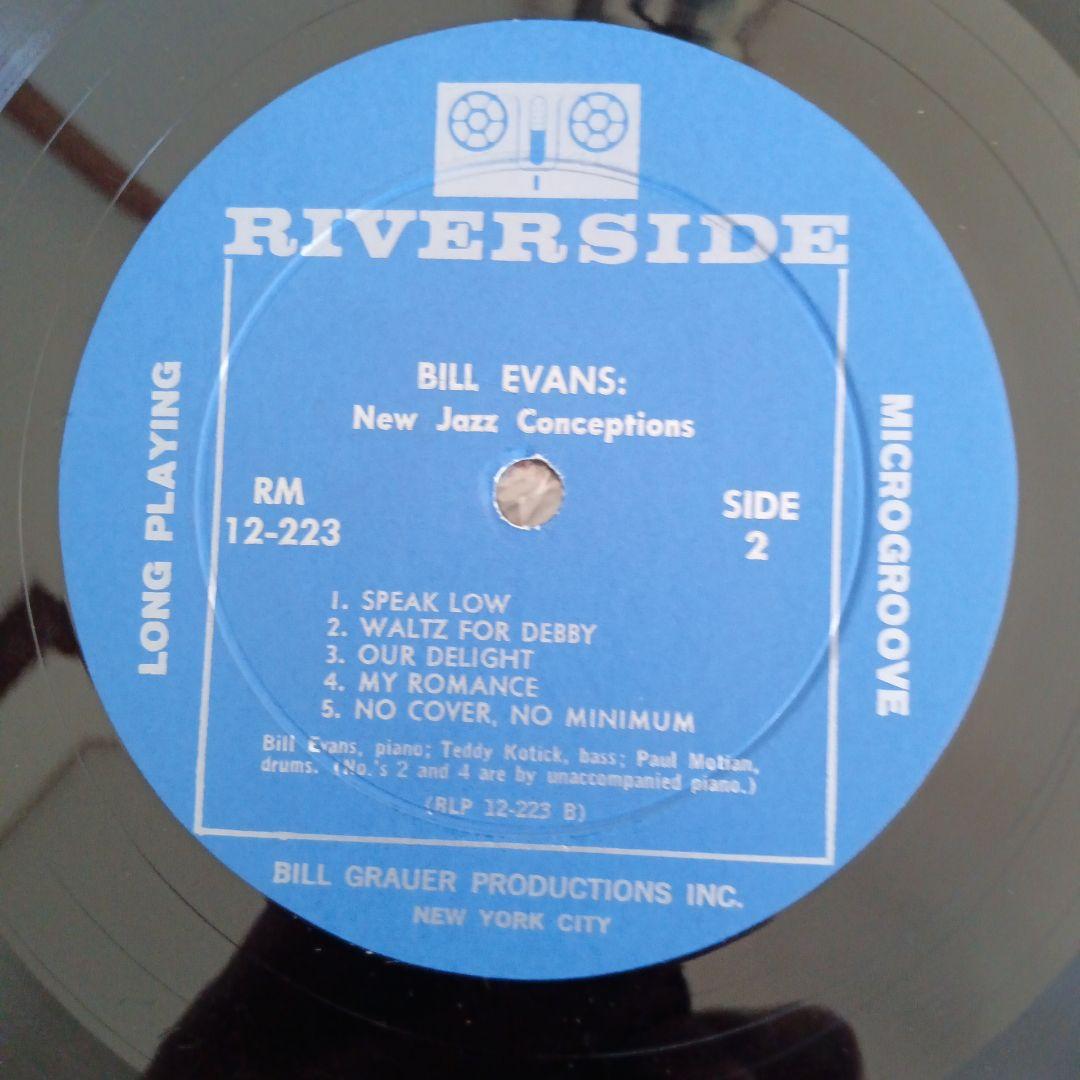 RIVERSIDE
BILL EVANS:
New Jazz Conceptions
LONG PLAYING
RM
12-223
SIDE
2
MICROGROOVE
1. SPEAK LOW
2. WALTZ FOR DEBBY
3. OUR DELIGHT
4. MY ROMANCE
5. NO COVER, NO MINIMUM
Bill Evans, piano; Teddy Kotick, bass; Paul Motian,
drums. (No.'s 2 and 4 are by unaccompanied piano.)
(RLP 12-223 B)
BILL GRAUER PRODUCTIONS INC.
NEW YORK CITY